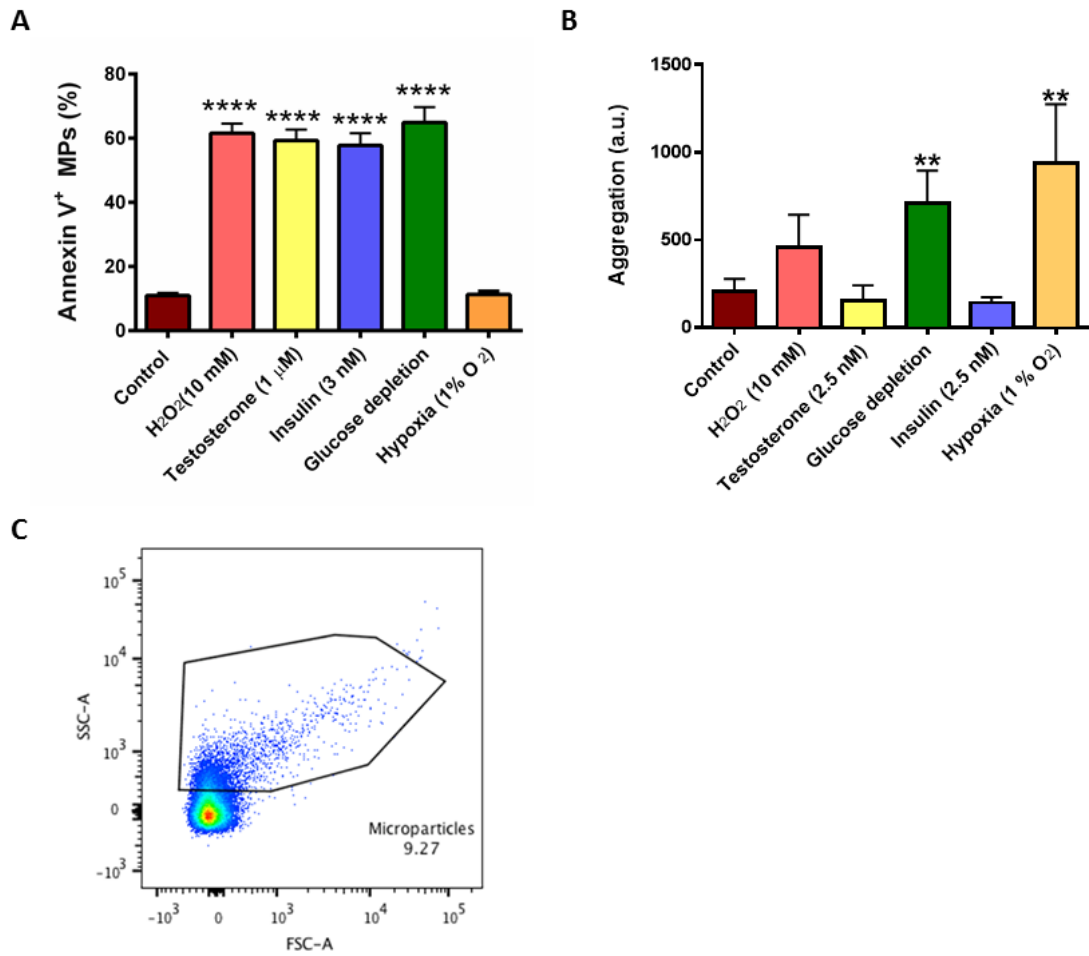 A
Annexin V⁺ MPs (%)
80
60
40
20
0
****
****
****
****
Control
H₂O₂(10 mM)
Testosterone (1 μM)
Insulin (3 nM)
Glucose depletion
Hypoxia (1% O ₂)
B
Aggregation (a.u.)
1500
1000
500
0
**
**
Control
H₂O₂ (10 mM)
Testosterone (2.5 nM)
Glucose depletion
Insulin (2.5 nM)
Hypoxia (1 % O₂)
C
SSC-A
10⁵
10⁴
10³
0
-10³
Microparticles
9.27
-10³ 0 10³ 10⁴ 10⁵
FSC-A